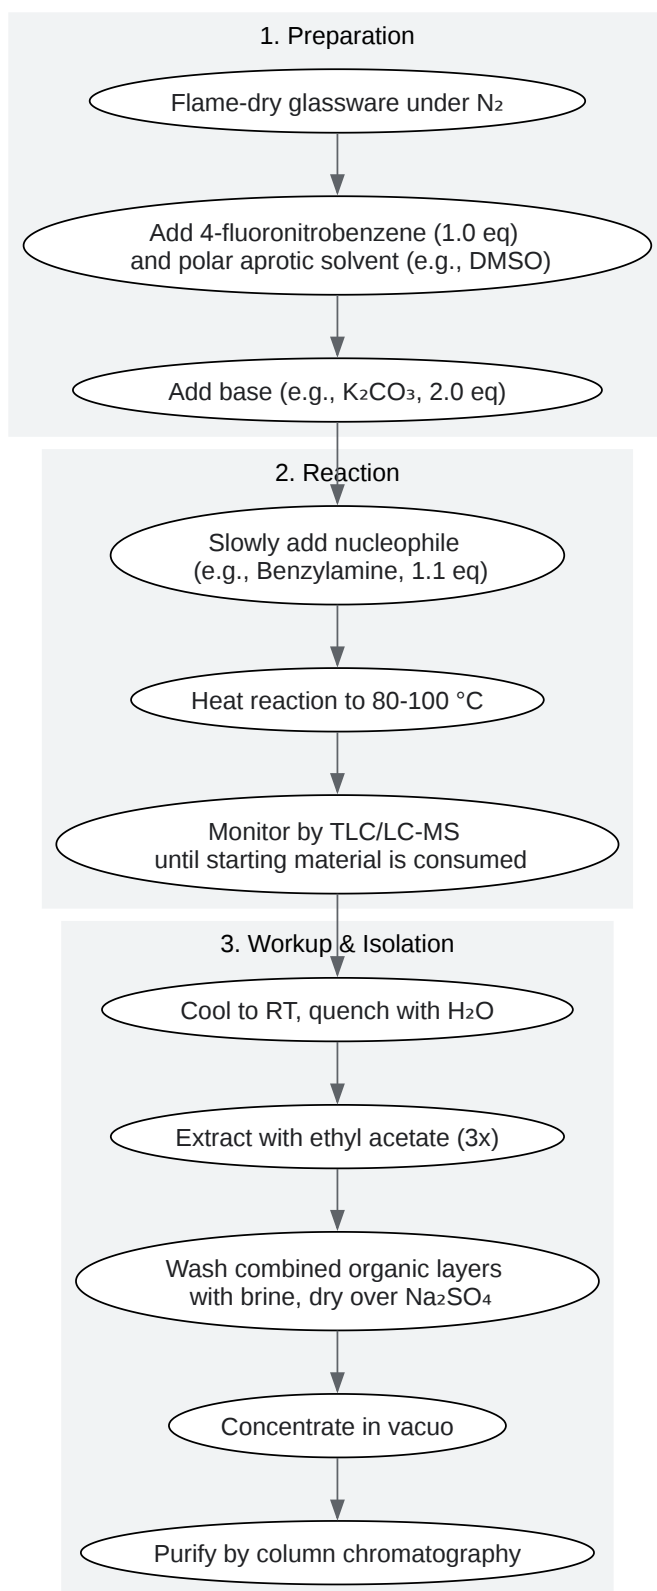 1. Preparation
Flame-dry glassware under N₂
Add 4-fluoronitrobenzene (1.0 eq)
and polar aprotic solvent (e.g., DMSO)
Add base (e.g., K₂CO₃, 2.0 eq)
2. Reaction
Slowly add nucleophile
(e.g., Benzylamine, 1.1 eq)
Heat reaction to 80-100 °C
Monitor by TLC/LC-MS
until starting material is consumed
3. Workup & Isolation
Cool to RT, quench with H₂O
Extract with ethyl acetate (3x)
Wash combined organic layers
with brine, dry over Na₂SO₄
Concentrate in vacuo
Purify by column chromatography